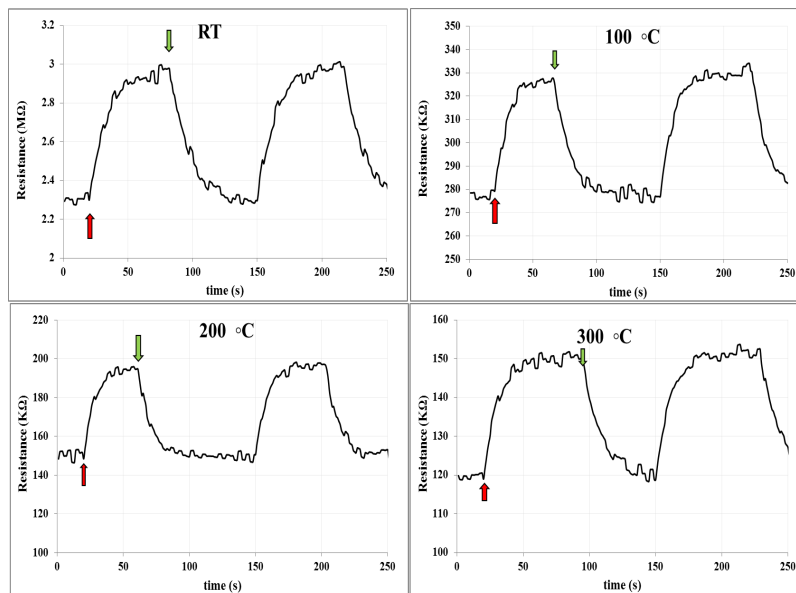 RT
3.2
3
2.8
2.6
2.4
2.2
2
Resistance (MΩ)
0 50 100 150 200 250
time (s)
100 °C
350
340
330
320
310
300
290
280
270
260
250
Resistance (KΩ)
0 50 100 150 200 250
time (s)
200 °C
220
200
180
160
140
120
100
Resistance (KΩ)
0 50 100 150 200 250
time (s)
300 °C
160
150
140
130
120
110
100
Resistance (KΩ)
0 50 100 150 200 250
time (s)